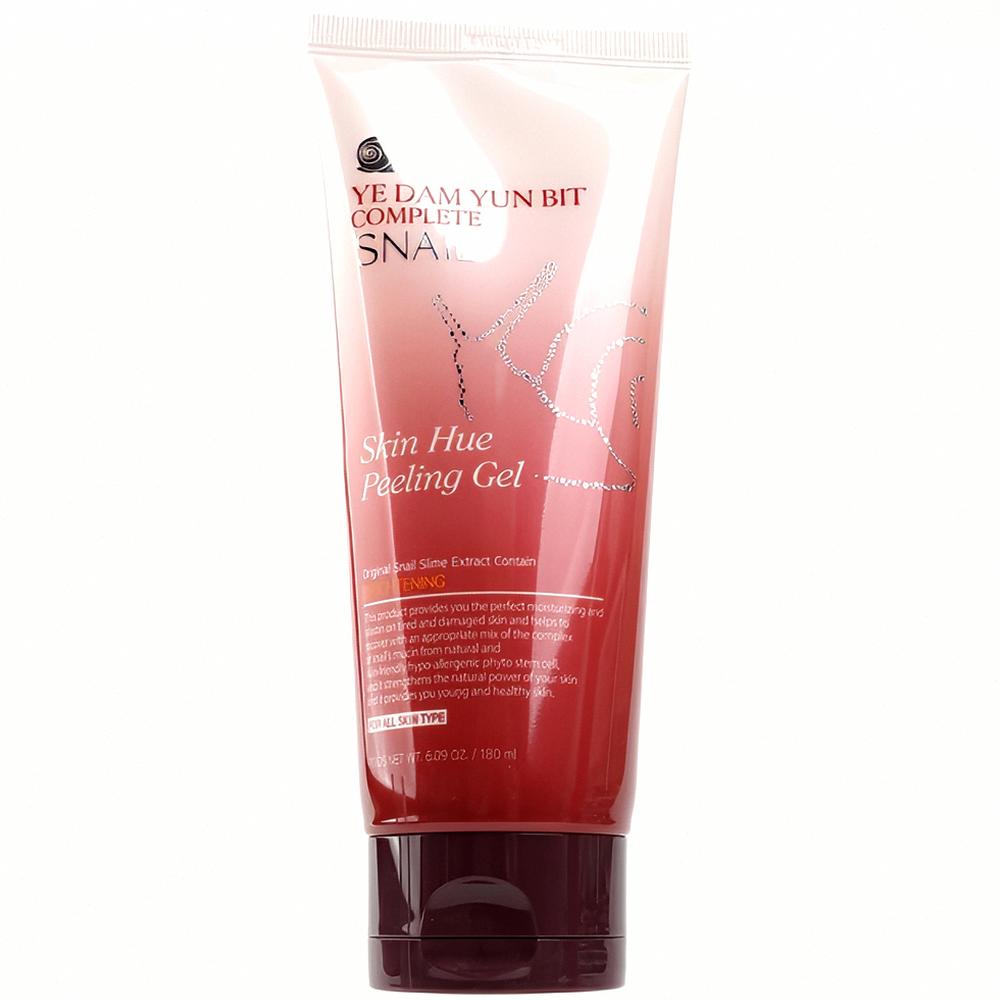 YE DAM YUN BIT
COMPLETE
SNAIL
Skin Hue
Peeling Gel
Original Snail Slime Extract Contain
This product provides you the perfect moisturizing and
on tired and damaged skin and helps to
with an appropriate mix of the complex
of snail's mucin from natural and
friendly hypo-allergenic phyto stem cell,
strengthens the natural power of your skin
and it provides you young and healthy skin.
FOR ALL SKIN TYPE
NET WT. 6.09 OZ. / 180 ml